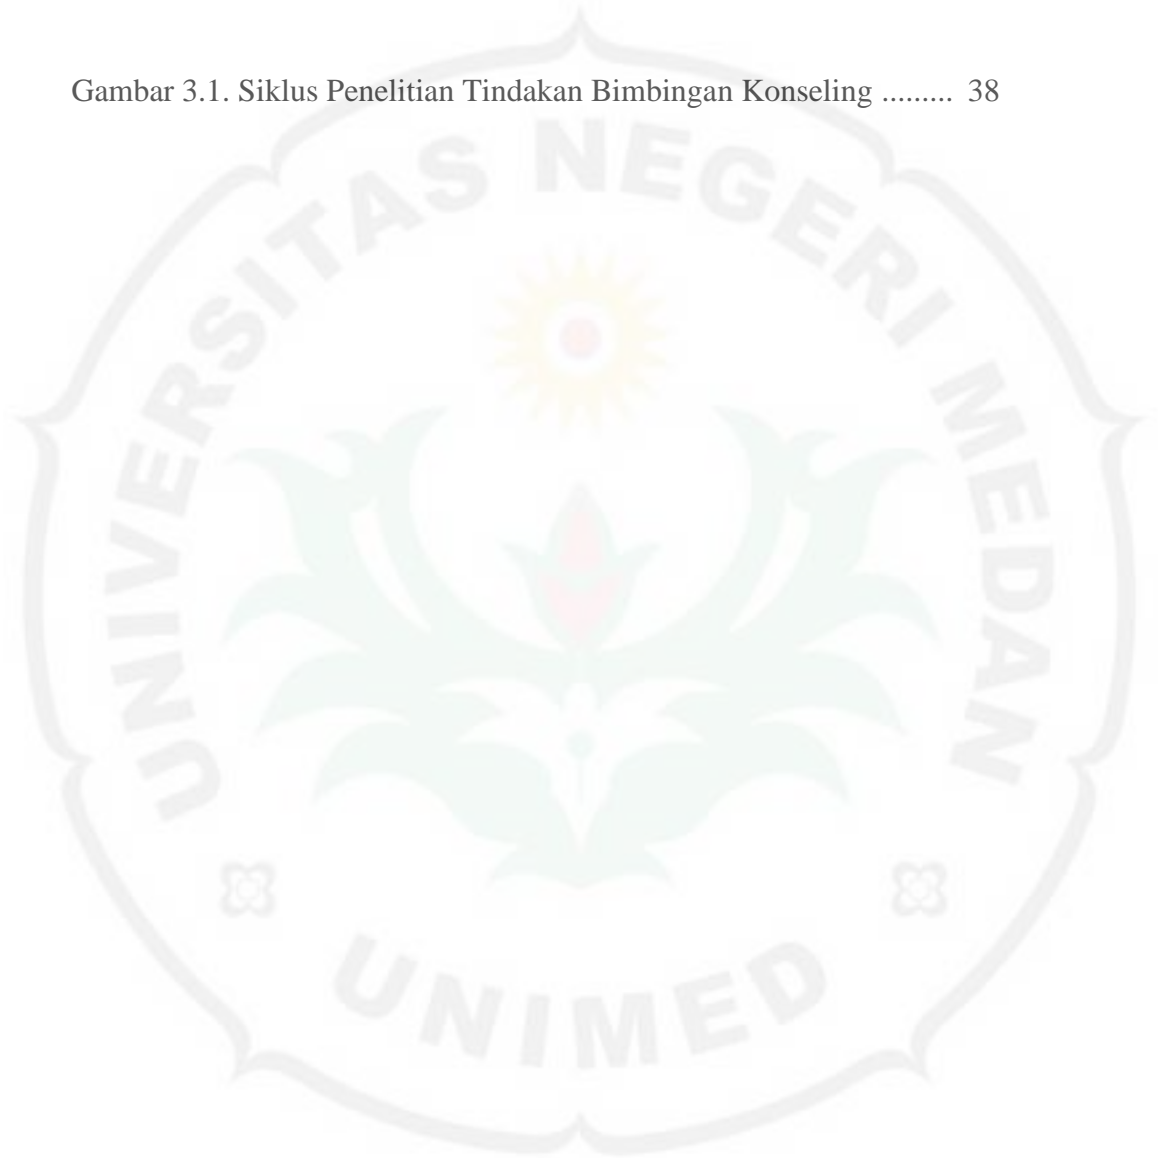 Gambar 3.1. Siklus Penelitian Tindakan Bimbingan Konseling ......... 38
UNIVERSITAS NEGERI MEDAN
UNIMED